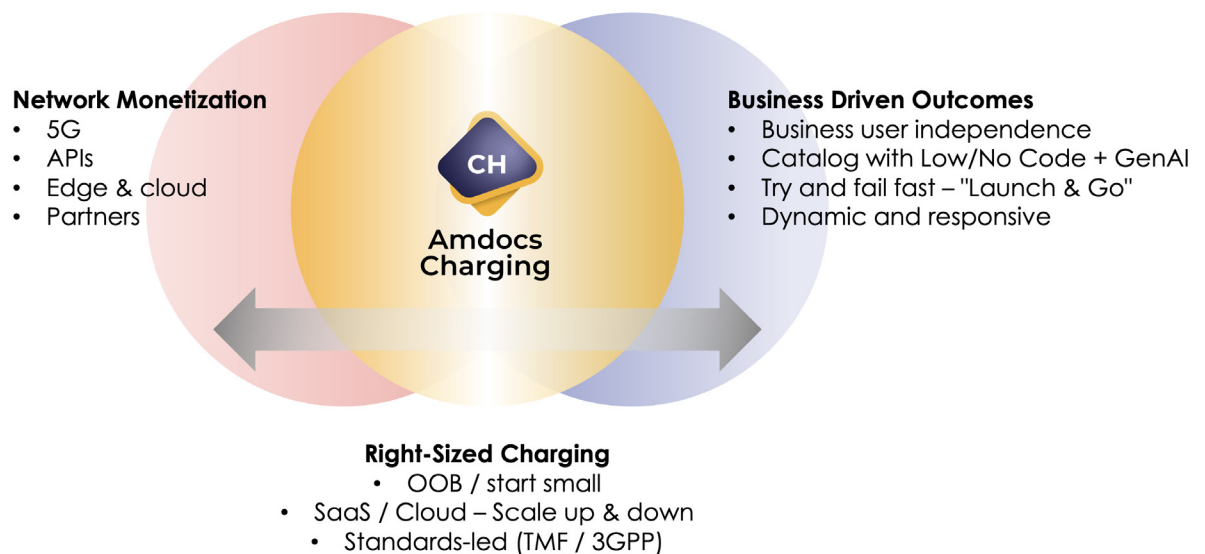 Network Monetization
• 5G
• APIs
• Edge & cloud
• Partners
CH
Amdocs
Charging
Business Driven Outcomes
• Business user independence
• Catalog with Low/No Code + GenAI
• Try and fail fast – "Launch & Go"
• Dynamic and responsive
Right-Sized Charging
• OOB / start small
• SaaS / Cloud – Scale up & down
• Standards-led (TMF / 3GPP)